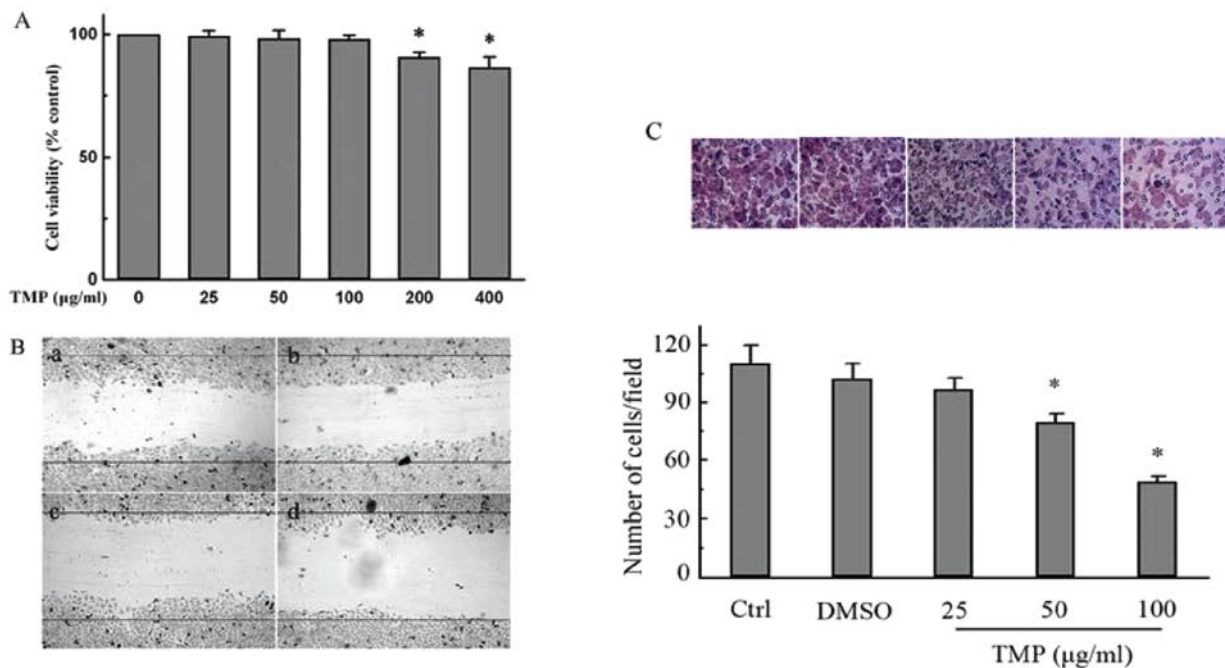 A
Cell viability (% control)
100
50
0
* *
TMP (μg/ml) 0 25 50 100 200 400
B
a b
c d
C
Number of cells/field
120
90
60
30
0
* *
Ctrl DMSO 25 50 100
TMP (μg/ml)